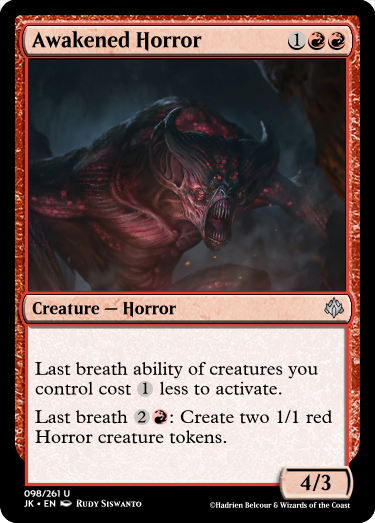 Awakened Horror 1
Creature — Horror
Last breath ability of creatures you
control cost 1 less to activate.
Last breath 2 : Create two 1/1 red
Horror creature tokens.
4/3
098/261 U
JK • EN Rudy Siswanto
©Hadrien Belcour & Wizards of the Coast